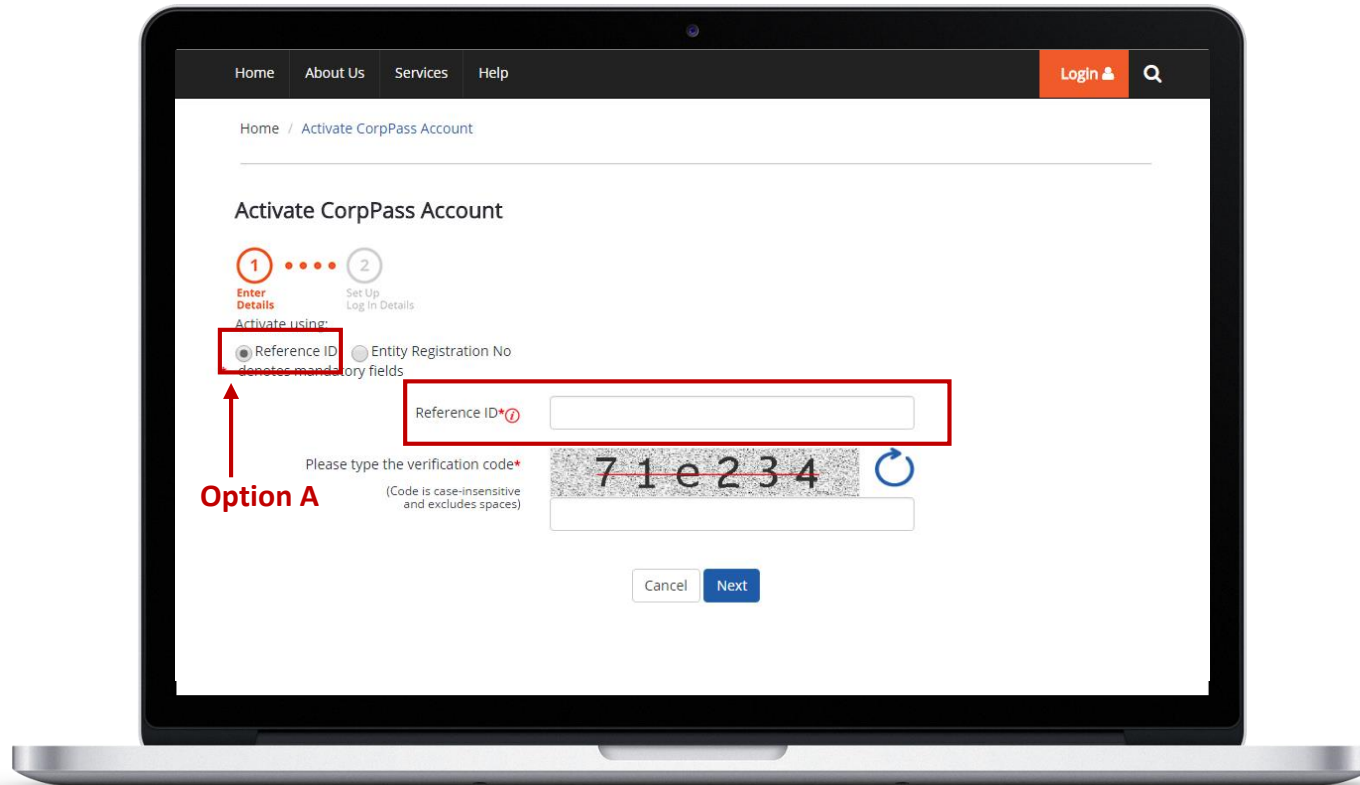 Home About Us Services Help Login
Home / Activate CorpPass Account
Activate CorpPass Account
1 2
Enter Details
Set Up Log In Details
Activate using:
Reference ID Entity Registration No
* denotes mandatory fields
Reference ID*
Please type the verification code*
(Code is case-insensitive
and excludes spaces)
71e234
Option A
Cancel Next